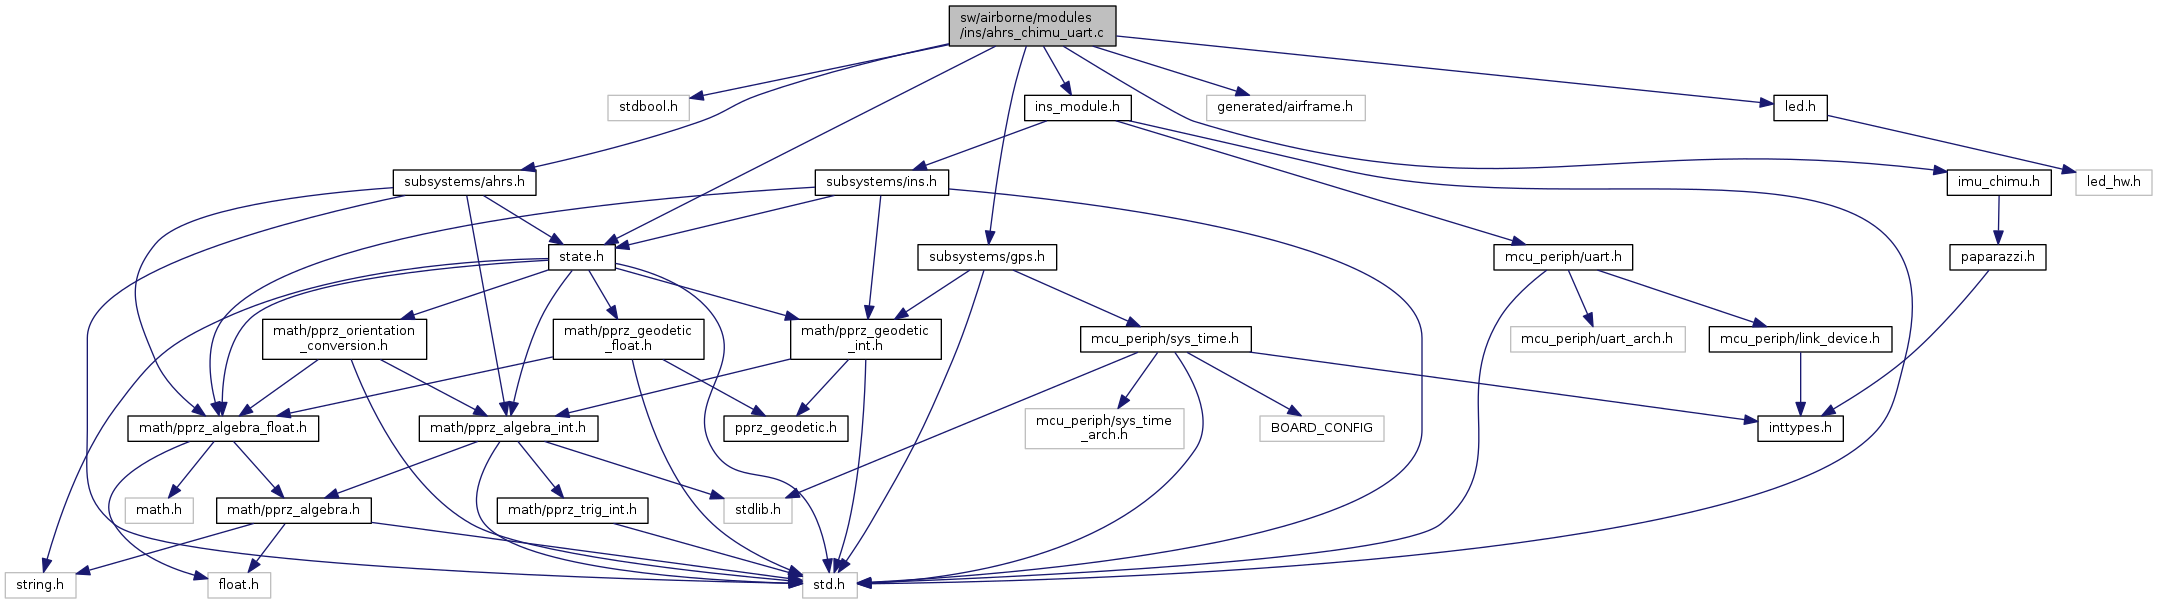 sw/airborne/modules
/ins/ahrs_chimu_uart.c
stdbool.h
ins_module.h
generated/airframe.h
led.h
subsystems/ahrs.h
subsystems/ins.h
imu_chimu.h
led_hw.h
state.h
subsystems/gps.h
mcu_periph/uart.h
paparazzi.h
math/pprz_orientation
_conversion.h
math/pprz_geodetic
_float.h
math/pprz_geodetic
_int.h
mcu_periph/sys_time.h
mcu_periph/uart_arch.h
mcu_periph/link_device.h
math/pprz_algebra_float.h
math/pprz_algebra_int.h
pprz_geodetic.h
mcu_periph/sys_time
_arch.h
BOARD_CONFIG
inttypes.h
math.h
math/pprz_algebra.h
math/pprz_trig_int.h
stdlib.h
string.h
float.h
std.h